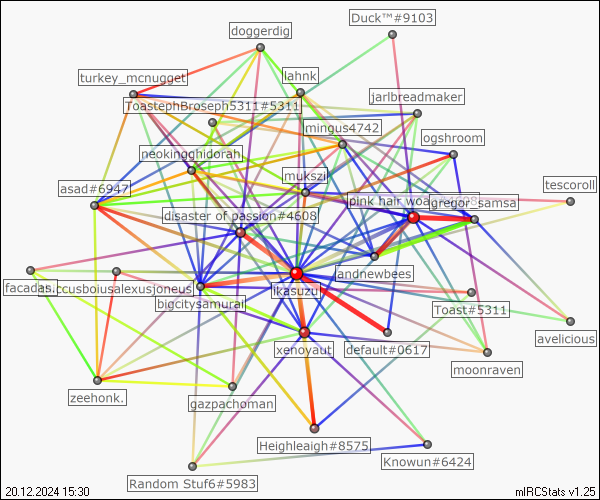 Duck™#9103
doggerdig
turkey_mcnugget
lahnk
jarlbreadmaker
ToastephBroseph5311#5311
mingus4742
ogshroom
neokingghidorah
mukszi
asad#6947
tescoroll
pink hair woa
gregor_samsa
disaster of passion#4608
andnewbees
facadas.
ccusboiusalexusjoneus
ikasuzu
bigcitysamurai
Toast#5311
avelicious
xenoyaut
default#0617
moonraven
zeehonk.
gazpachoman
Heighleaigh#8575
Knowun#6424
Random Stuf6#5983
20.12.2024 15:30
mIRCStats v1.25